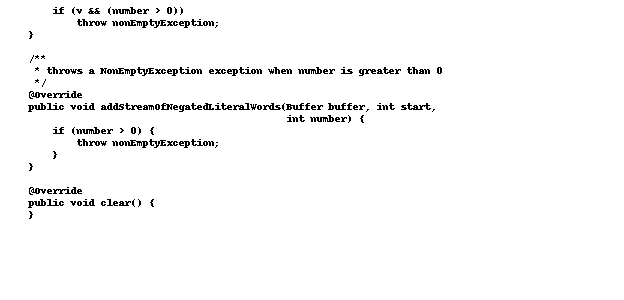 if (v && (number > 0))
        throw nonEmptyException;
}

/**
 * throws a NonEmptyException exception when number is greater than 0
 */
@Override
public void addStreamOfNegatedLiteralWords(Buffer buffer, int start,
                                           int number) {
    if (number > 0) {
        throw nonEmptyException;
    }
}

@Override
public void clear() {
}